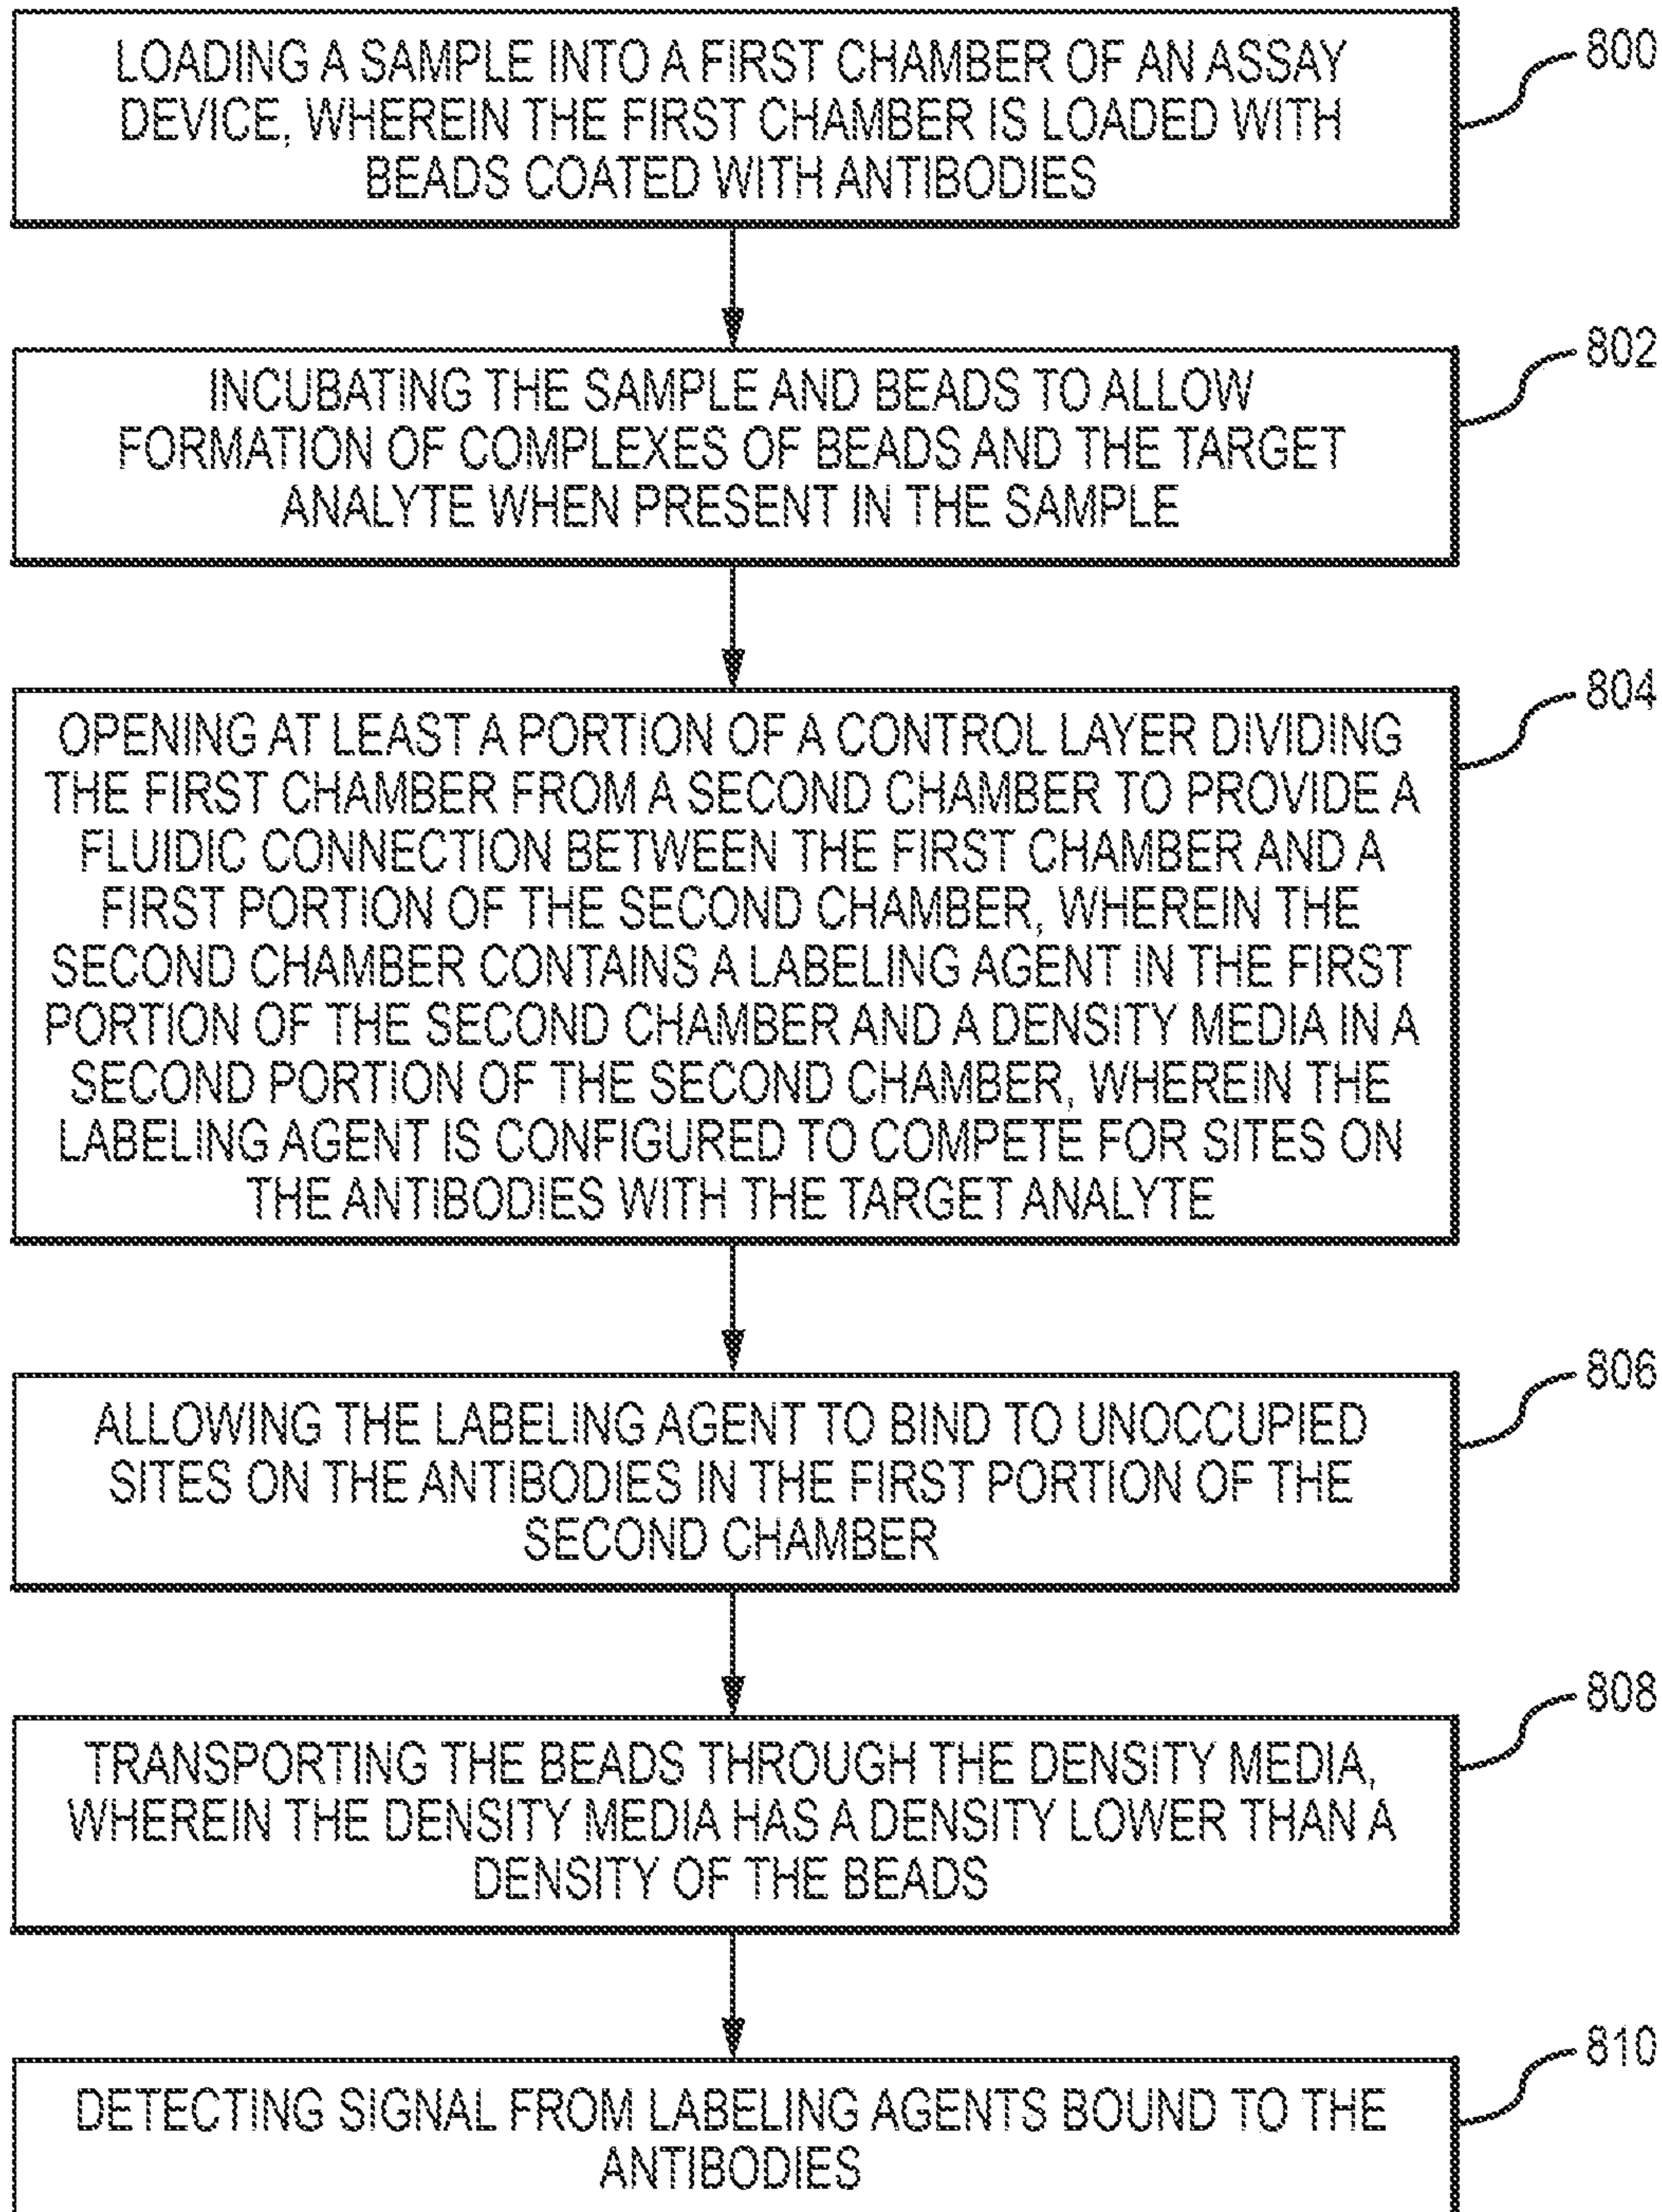 LOADING A SAMPLE INTO A FIRST CHAMBER OF AN ASSAY
DEVICE, WHEREIN THE FIRST CHAMBER IS LOADED WITH
BEADS COATED WITH ANTIBODIES
800
INCUBATING THE SAMPLE AND BEADS TO ALLOW
FORMATION OF COMPLEXES OF BEADS AND THE TARGET
ANALYTE WHEN PRESENT IN THE SAMPLE
802
OPENING AT LEAST A PORTION OF A CONTROL LAYER DIVIDING
THE FIRST CHAMBER FROM A SECOND CHAMBER TO PROVIDE A
FLUIDIC CONNECTION BETWEEN THE FIRST CHAMBER AND A
FIRST PORTION OF THE SECOND CHAMBER, WHEREIN THE
SECOND CHAMBER CONTAINS A LABELING AGENT IN THE FIRST
PORTION OF THE SECOND CHAMBER AND A DENSITY MEDIA IN A
SECOND PORTION OF THE SECOND CHAMBER, WHEREIN THE
LABELING AGENT IS CONFIGURED TO COMPETE FOR SITES ON
THE ANTIBODIES WITH THE TARGET ANALYTE
804
ALLOWING THE LABELING AGENT TO BIND TO UNOCCUPIED
SITES ON THE ANTIBODIES IN THE FIRST PORTION OF THE
SECOND CHAMBER
806
TRANSPORTING THE BEADS THROUGH THE DENSITY MEDIA,
WHEREIN THE DENSITY MEDIA HAS A DENSITY LOWER THAN A
DENSITY OF THE BEADS
808
DETECTING SIGNAL FROM LABELING AGENTS BOUND TO THE
ANTIBODIES
810